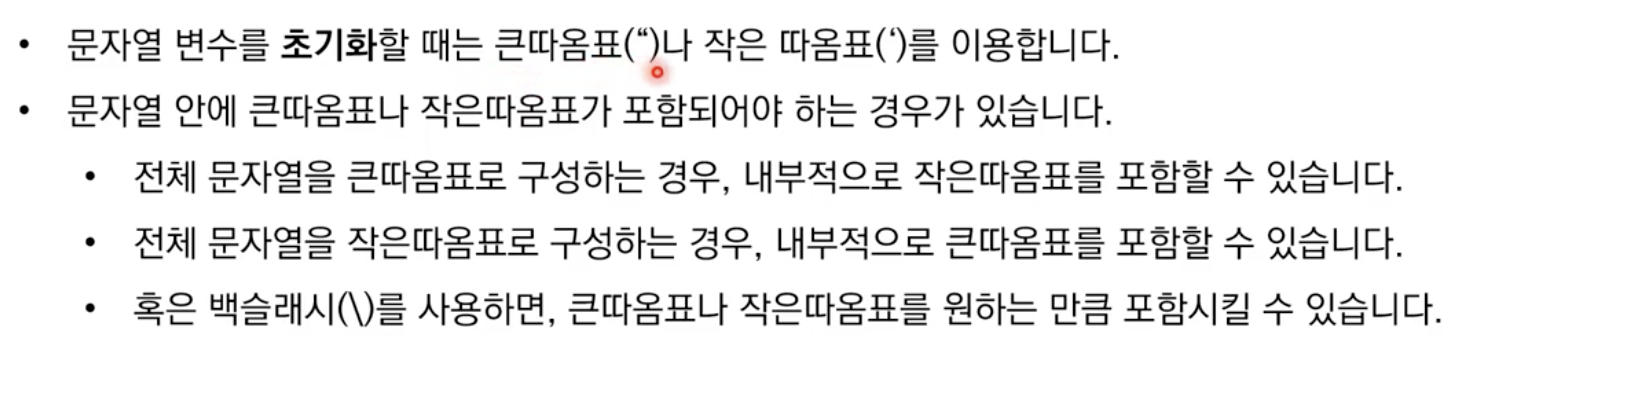 • 문자열 변수를 초기화할 때는 큰따옴표(“)나 작은 따옴표(‘)를 이용합니다.
• 문자열 안에 큰따옴표나 작은따옴표가 포함되어야 하는 경우가 있습니다.
• 전체 문자열을 큰따옴표로 구성하는 경우, 내부적으로 작은따옴표를 포함할 수 있습니다.
• 전체 문자열을 작은따옴표로 구성하는 경우, 내부적으로 큰따옴표를 포함할 수 있습니다.
• 혹은 백슬래시(\)를 사용하면, 큰따옴표나 작은따옴표를 원하는 만큼 포함시킬 수 있습니다.